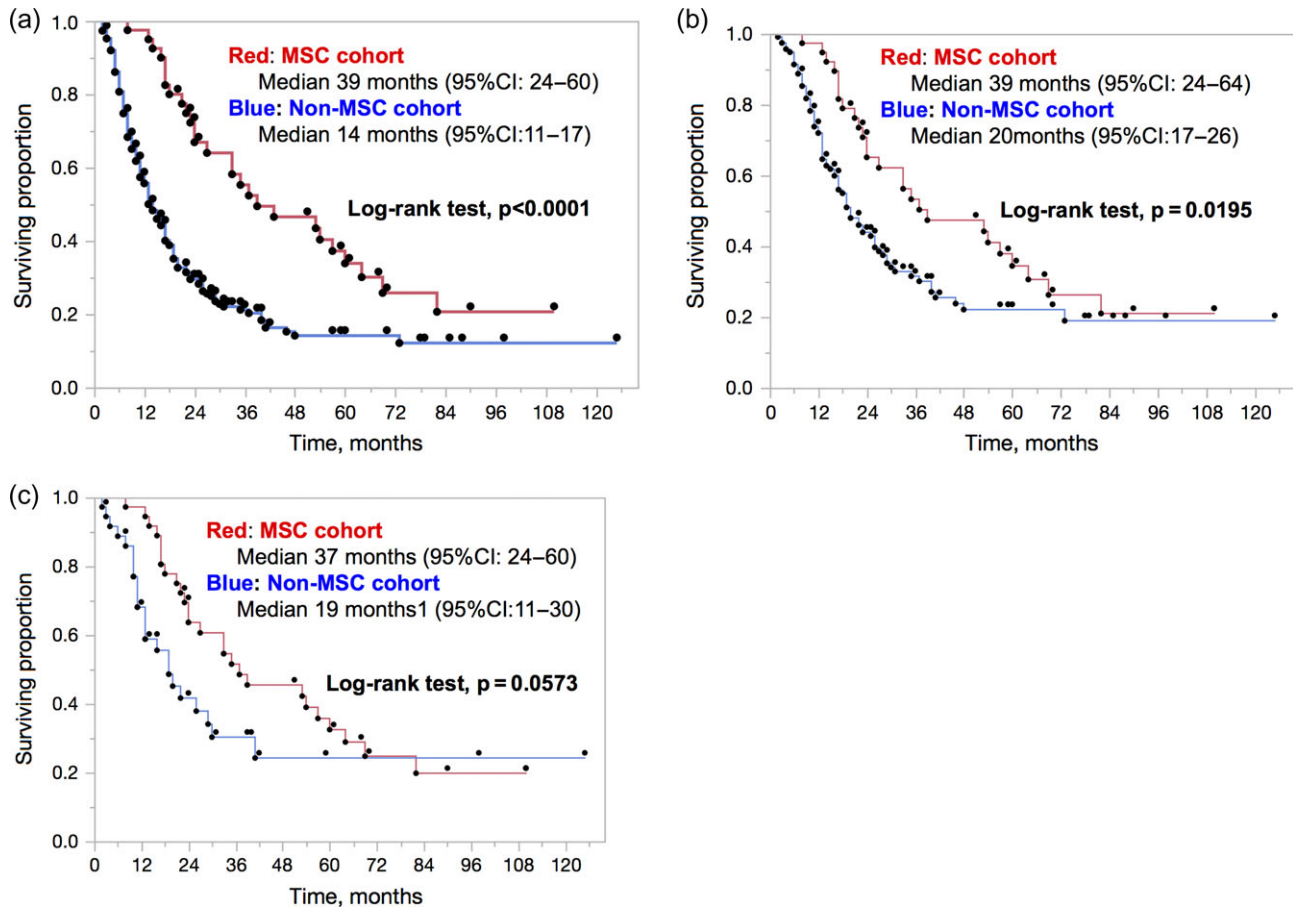 (a)
1.0
0.8
0.6
0.4
0.2
0.0
Surviving proportion
Red: MSC cohort
Median 39 months (95%CI: 24–60)
Blue: Non-MSC cohort
Median 14 months (95%CI:11–17)
Log-rank test, p<0.0001
0 12 24 36 48 60 72 84 96 108 120
Time, months
(b)
1.0
0.8
0.6
0.4
0.2
0.0
Surviving proportion
Red: MSC cohort
Median 39 months (95%CI: 24–64)
Blue: Non-MSC cohort
Median 20months (95%CI:17–26)
Log-rank test, p = 0.0195
0 12 24 36 48 60 72 84 96 108 120
Time, months
(c)
1.0
0.8
0.6
0.4
0.2
0.0
Surviving proportion
Red: MSC cohort
Median 37 months (95%CI: 24–60)
Blue: Non-MSC cohort
Median 19 months1 (95%CI:11–30)
Log-rank test, p = 0.0573
0 12 24 36 48 60 72 84 96 108 120
Time, months